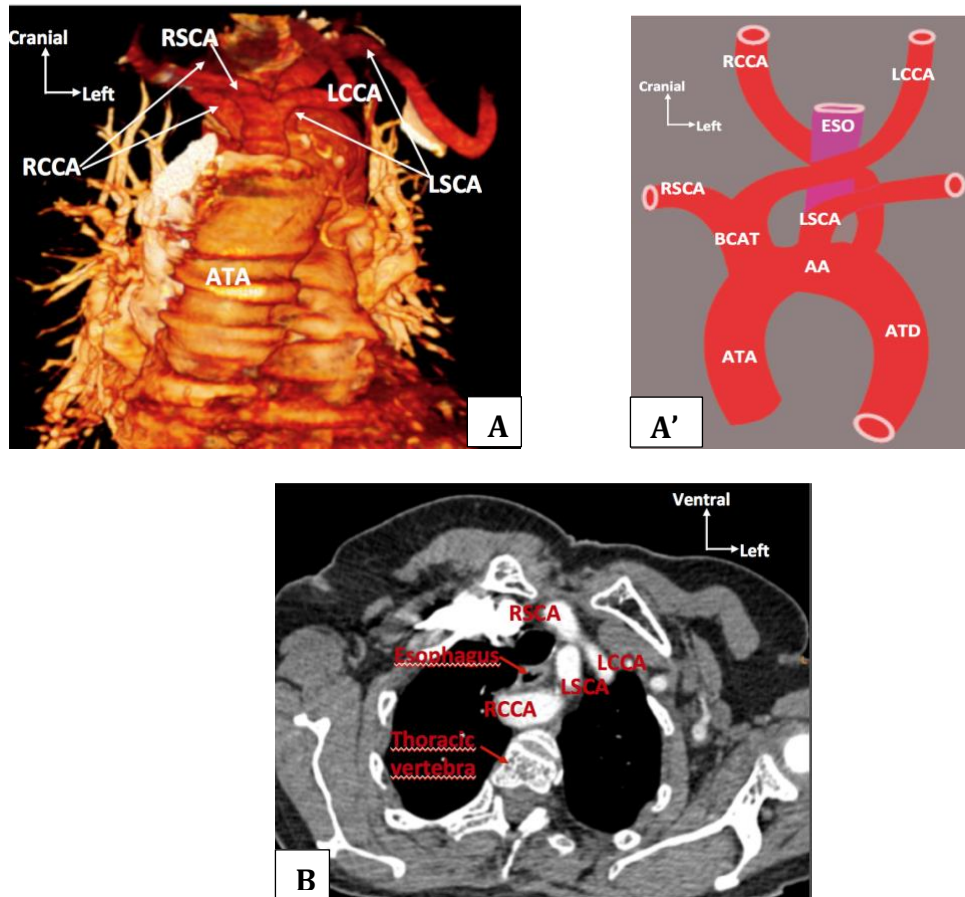 RSCA
Cranial
Left
LCCA
RCCA
LSCA
ATA
A
RCCA
LCCA
Cranial
Left
ESO
RSCA
LSCA
BCAT
AA
ATD
ATA
A’
Ventral
Left
RSCA
Esophagus
LCCA
LSCA
RCCA
Thoracic
vertebra
B